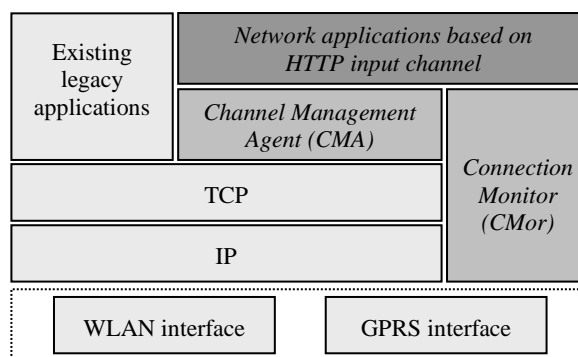 Existing
legacy
applications
Network applications based on
HTTP input channel
Channel Management
Agent (CMA)
Connection
Monitor
(CMor)
TCP
IP
WLAN interface
GPRS interface